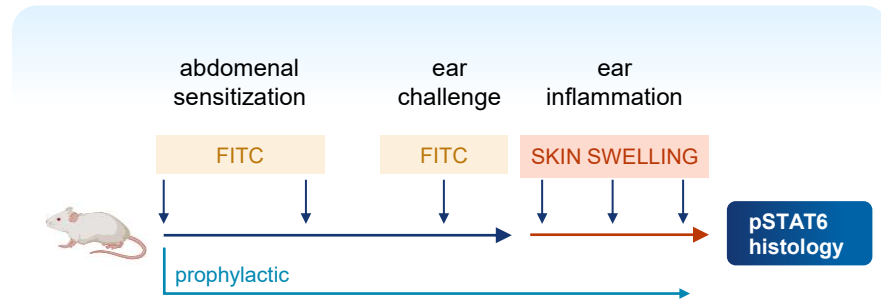 abdomenal
sensitization
ear
challenge
ear
inflammation
FITC
FITC
SKIN SWELLING
pSTAT6
histology
prophylactic